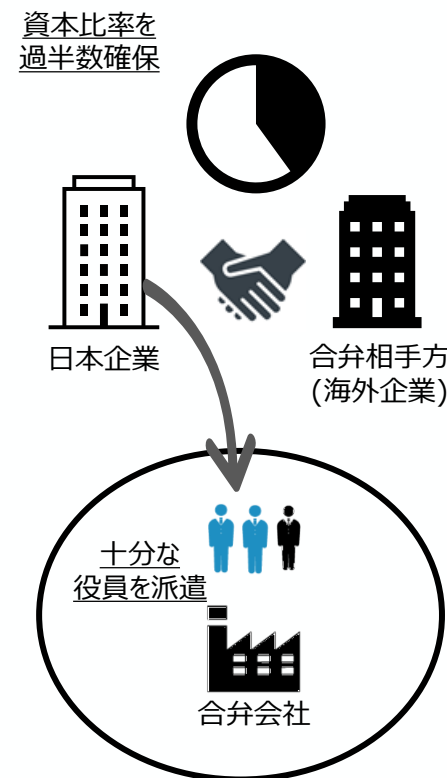 資本比率を
過半数確保
日本企業
合弁相手方
(海外企業)
十分な
役員を派遣
合弁会社